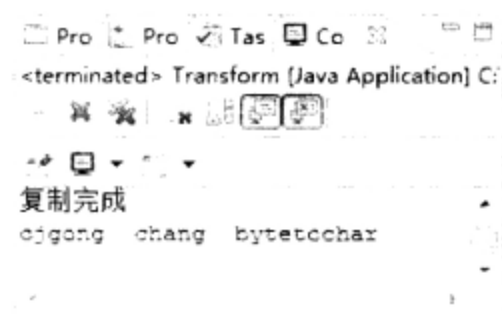 Pro Pro Tas Co
<terminated> Transform [Java Application] C:
复制完成
cjgong chang bytetochar